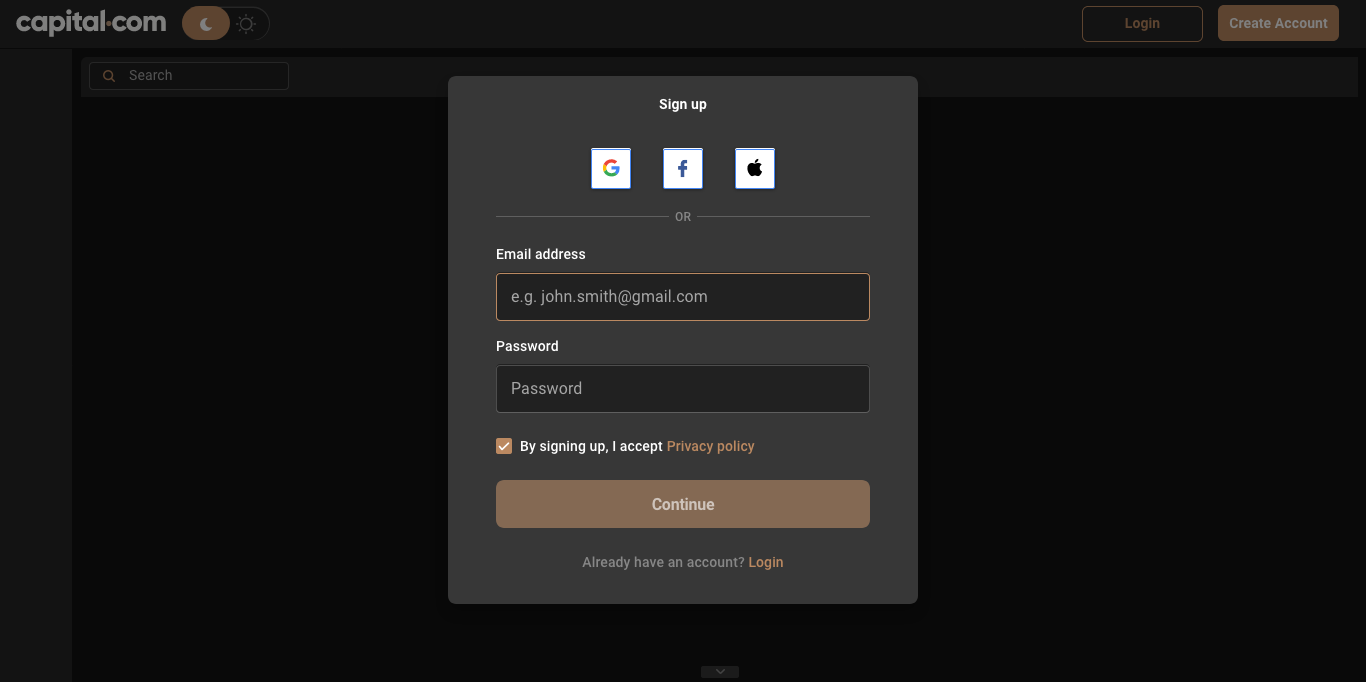 capital.com
Login
Create Account
Search
Sign up
OR
Email address
e.g. john.smith@gmail.com
Password
Password
By signing up, I accept Privacy policy
Continue
Already have an account? Login